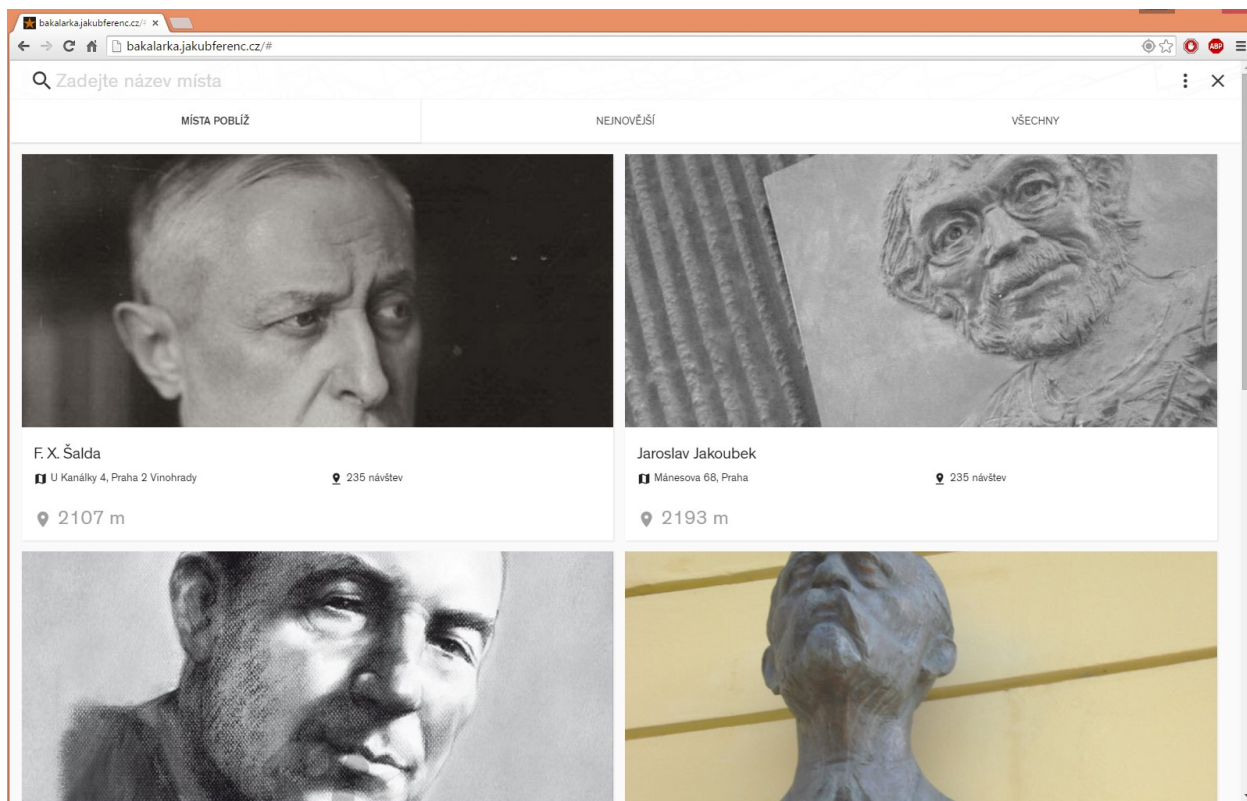 bakalarka.jakubferenc.cz/#
bakalarka.jakubferenc.cz/#
ABP
Zadejte název místa
MÍSTA POBLÍŽ
NEJNOVĚJŠÍ
VŠECHNY
F. X. Šalda
U Kanálky 4, Praha 2 Vinohrady
235 návštev
2107 m
Jaroslav Jakoubek
Mánesova 68, Praha
235 návštev
2193 m